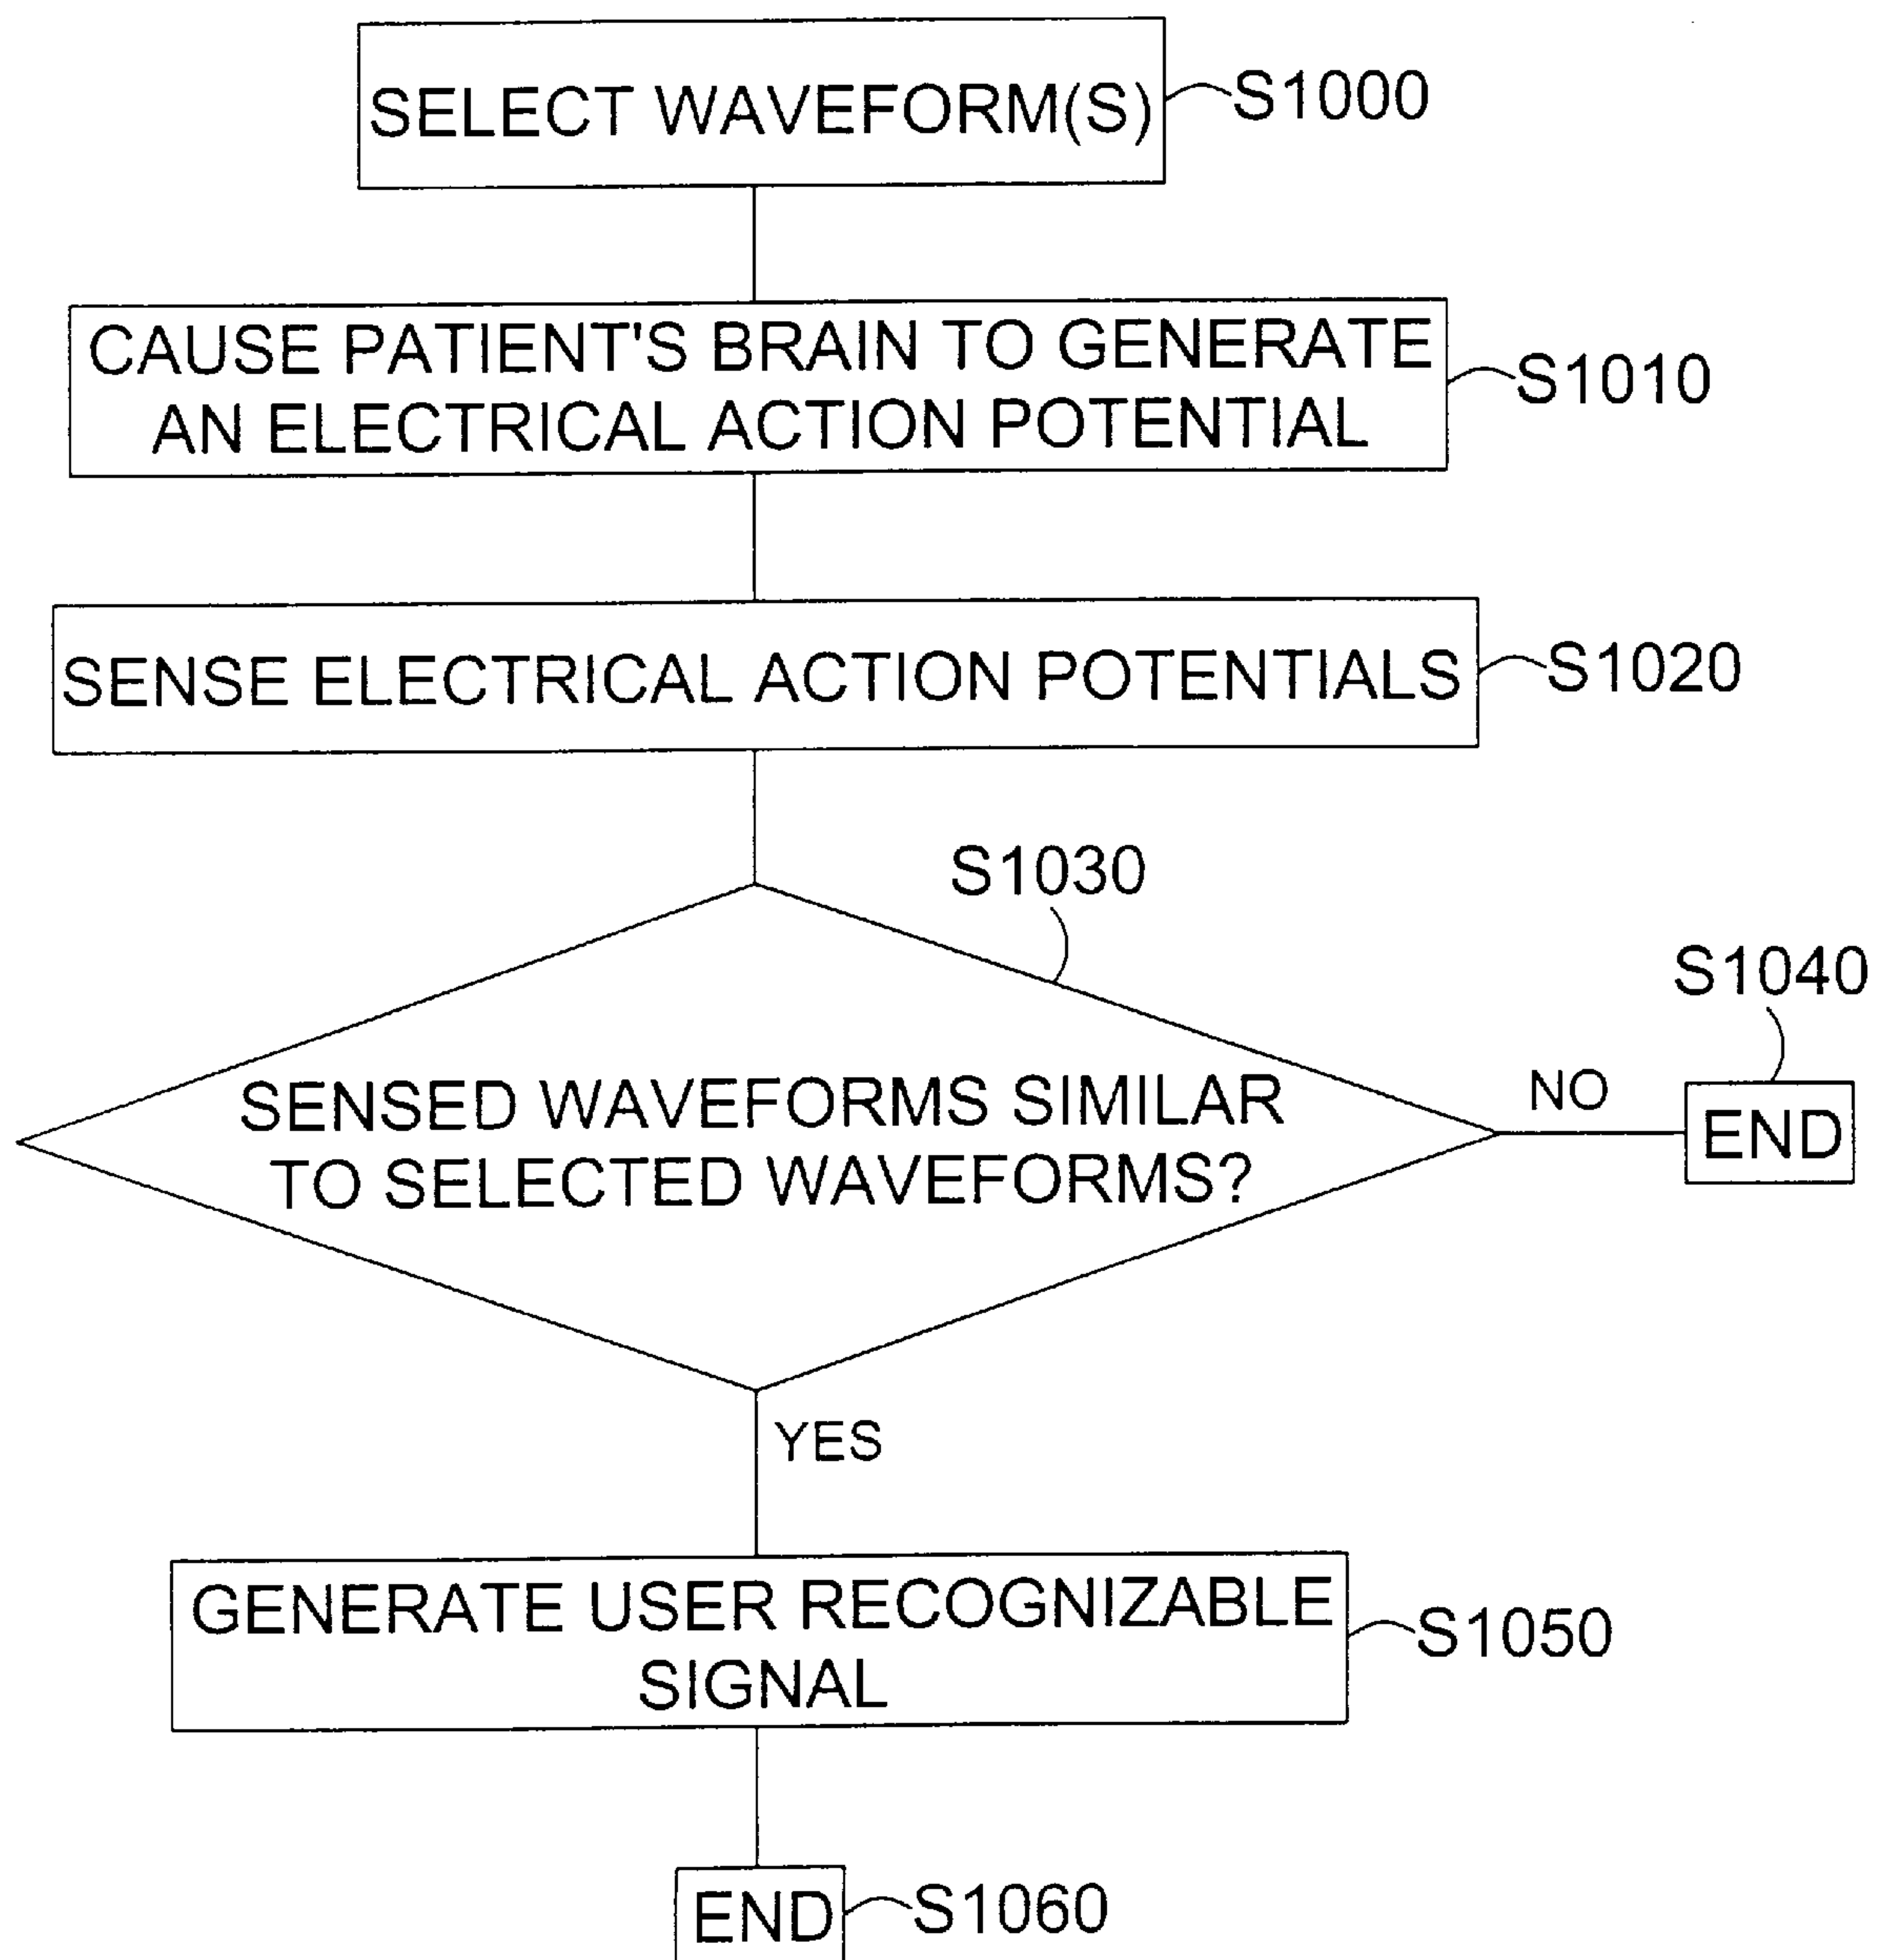 SELECT WAVEFORM(S)
S1000
CAUSE PATIENT'S BRAIN TO GENERATE
AN ELECTRICAL ACTION POTENTIAL
S1010
SENSE ELECTRICAL ACTION POTENTIALS
S1020
S1030
SENSED WAVEFORMS SIMILAR
TO SELECTED WAVEFORMS?
NO
S1040
END
YES
GENERATE USER RECOGNIZABLE
SIGNAL
S1050
END
S1060